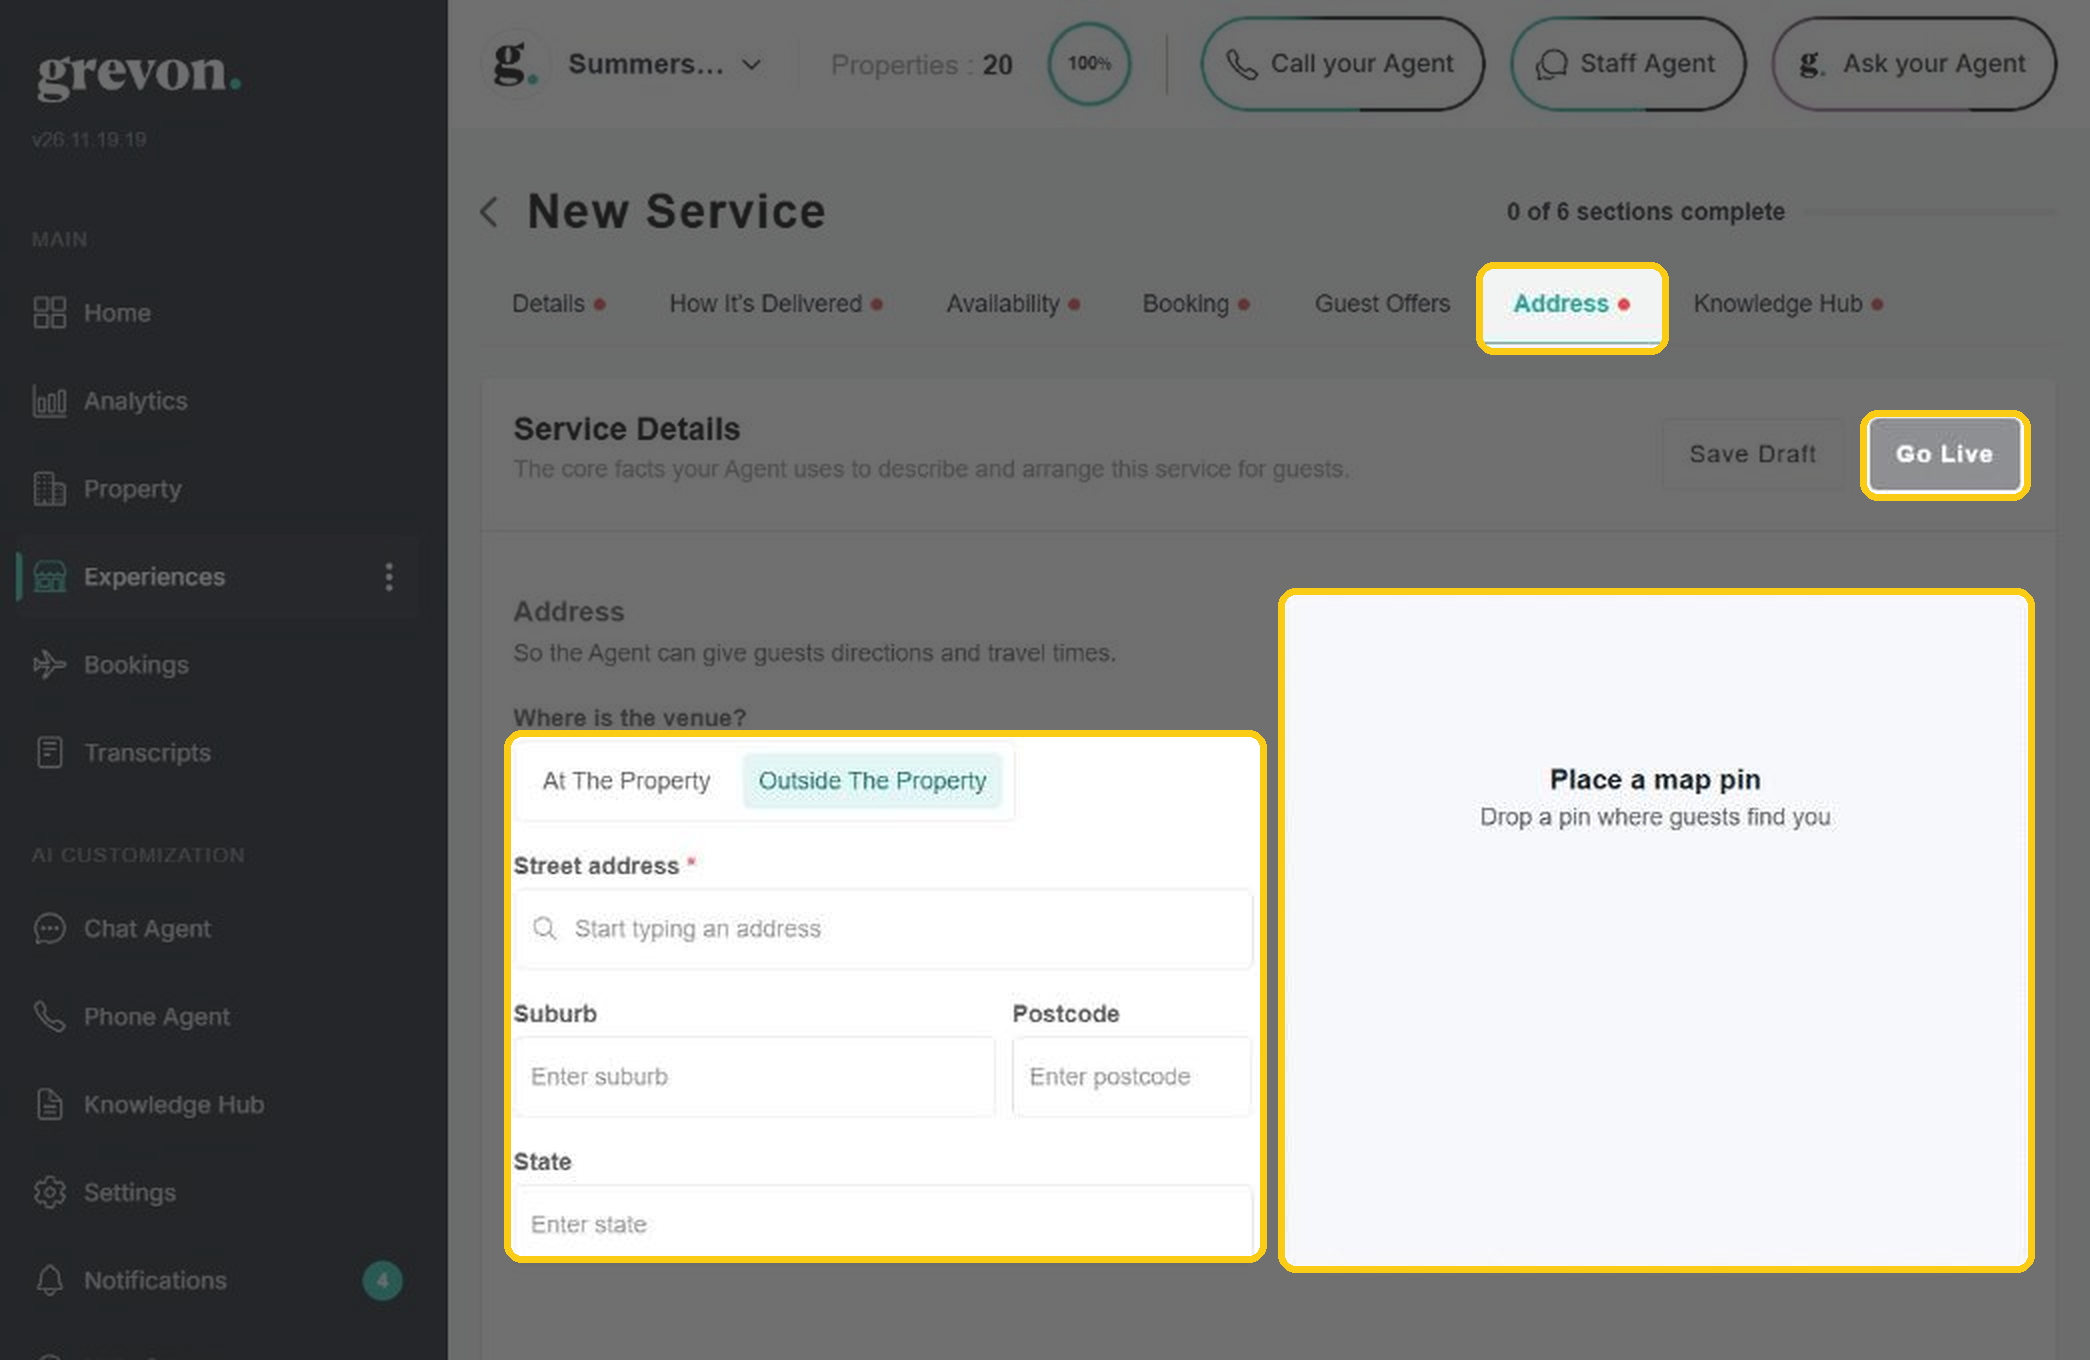 grevon.
v26.11.19.19
MAIN
Home
Analytics
Property
Experiences
Bookings
Transcripts
AI CUSTOMIZATION
Chat Agent
Phone Agent
Knowledge Hub
Settings
Notifications 4
g. Summers... Properties : 20 100% Call your Agent Staff Agent g. Ask your Agent
New Service 0 of 6 sections complete
Details How It's Delivered Availability Booking Guest Offers Address Knowledge Hub
Service Details
The core facts your Agent uses to describe and arrange this service for guests.
Save Draft Go Live
Address
So the Agent can give guests directions and travel times.
Where is the venue?
At The Property Outside The Property
Street address *
Start typing an address
Suburb Postcode
Enter suburb Enter postcode
State
Enter state
Place a map pin
Drop a pin where guests find you